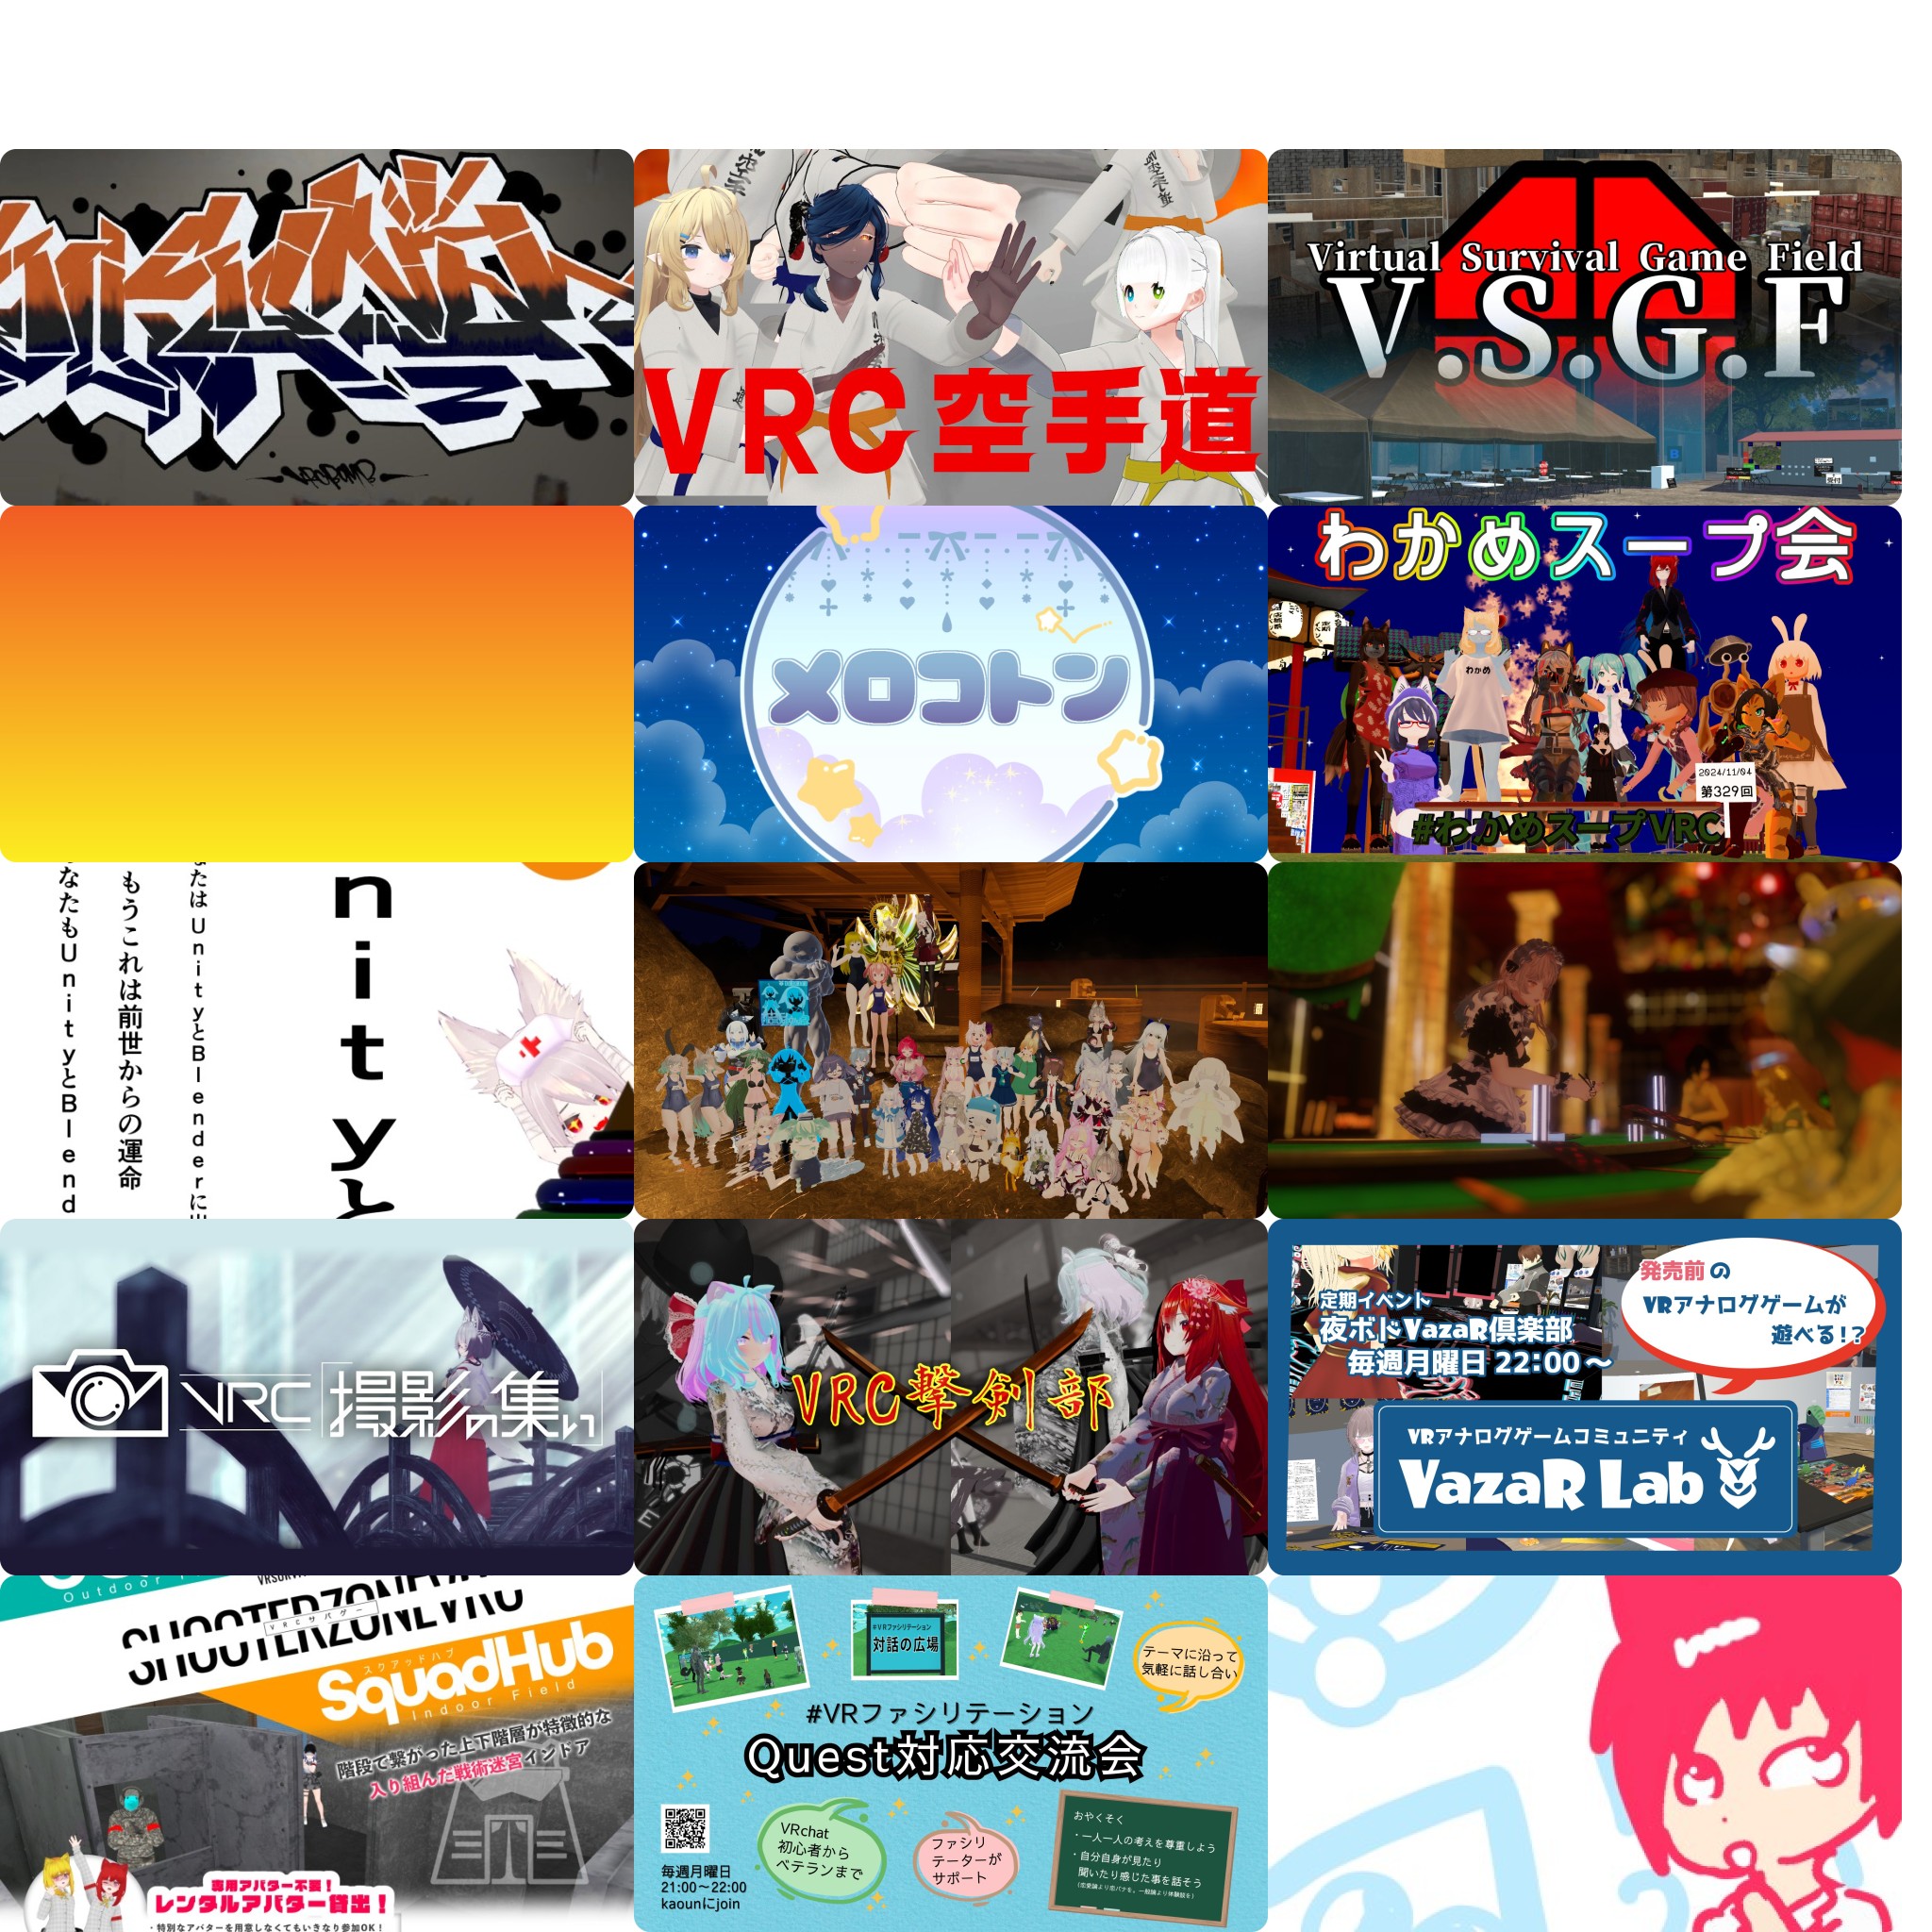 VRC空手道
Virtual Survival Game Field
V.S.G.F
メロコトン
わかめスープ会
わかめ
2024/11/04
第329回
#わかめスープVRC
nityと
たは UnityとBlenderに
もうこれは前世からの運命
なたもUnityとBlend
VRC 撮影の集い
VRC撃剣部
発売前の
VRアナログゲームが
遊べる!?
定期イベント
夜ボドVazaR倶楽部
毎週月曜日 22:00~
VRアナログゲームコミュニティ
VazaR Lab
Outdoor
SHOOTERZONEVRC
VRCサバゲー
スクアッドハブ
SquadHub
Indoor Field
階段で繋がった上下階層が特徴的な
入り組んだ戦術迷宮インドア
専用アバター不要!
レンタルアバター貸出!
・特別なアバターを用意しなくてもいきなり参加OK!
#VRファシリテーション
対話の広場
テーマに沿って
気軽に話し合い
#VRファシリテーション
Quest対応交流会
毎週月曜日
21:00~22:00
kaounにjoin
VRchat
初心者から
ベテランまで
ファシリ
テーターが
サポート
おやくそく
・一人一人の考えを尊重しよう
・自分自身が見たり
聞いたり感じた事を話そう